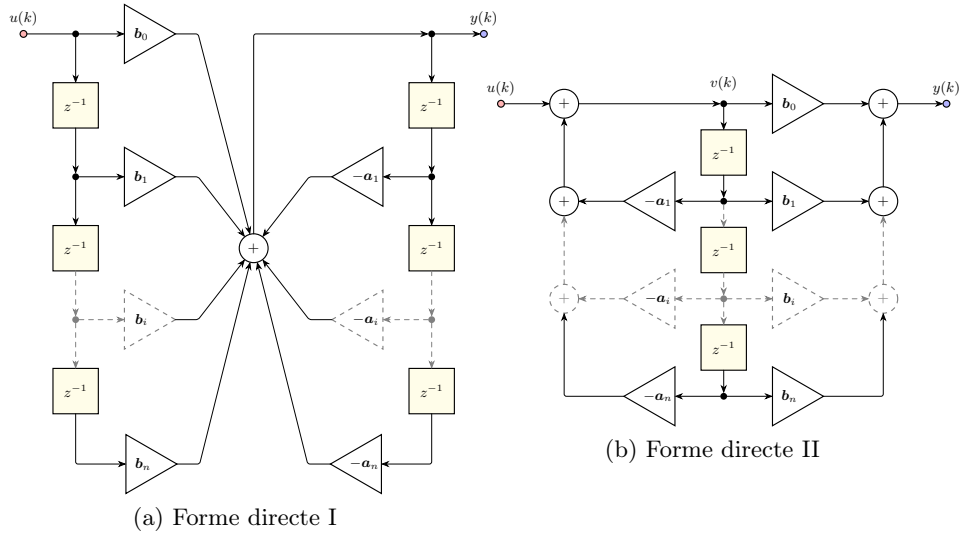 u(k)
b₀
y(k)
z⁻¹
z⁻¹
b₁
−a₁
z⁻¹
z⁻¹
+
bᵢ
−aᵢ
z⁻¹
z⁻¹
bₙ
−aₙ
(a) Forme directe I
u(k)
+
v(k)
b₀
+
y(k)
z⁻¹
+
−a₁
b₁
+
z⁻¹
+
−aᵢ
bᵢ
+
z⁻¹
−aₙ
bₙ
(b) Forme directe II